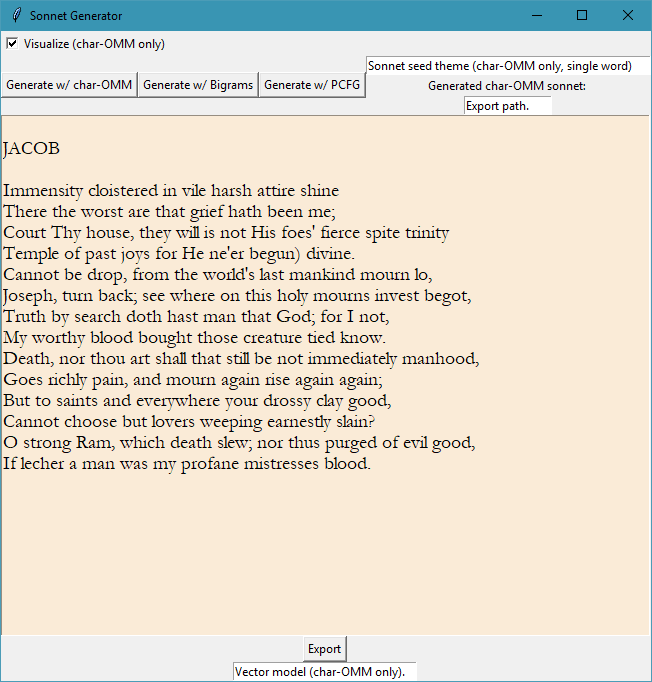 Sonnet Generator
Visualize (char-OMM only)
Sonnet seed theme (char-OMM only, single word)
Generate w/ char-OMM Generate w/ Bigrams Generate w/ PCFG
Generated char-OMM sonnet:
Export path.
JACOB
Immensity cloistered in vile harsh attire shine
There the worst are that grief hath been me;
Court Thy house, they will is not His foes' fierce spite trinity
Temple of past joys for He ne'er begun) divine.
Cannot be drop, from the world's last mankind mourn lo,
Joseph, turn back; see where on this holy mourns invest begot,
Truth by search doth hast man that God; for I not,
My worthy blood bought those creature tied know.
Death, nor thou art shall that still be not immediately manhood,
Goes richly pain, and mourn again rise again again;
But to saints and everywhere your drossy clay good,
Cannot choose but lovers weeping earnestly slain?
O strong Ram, which death slew; nor thus purged of evil good,
If lecher a man was my profane mistresses blood.
Export
Vector model (char-OMM only).